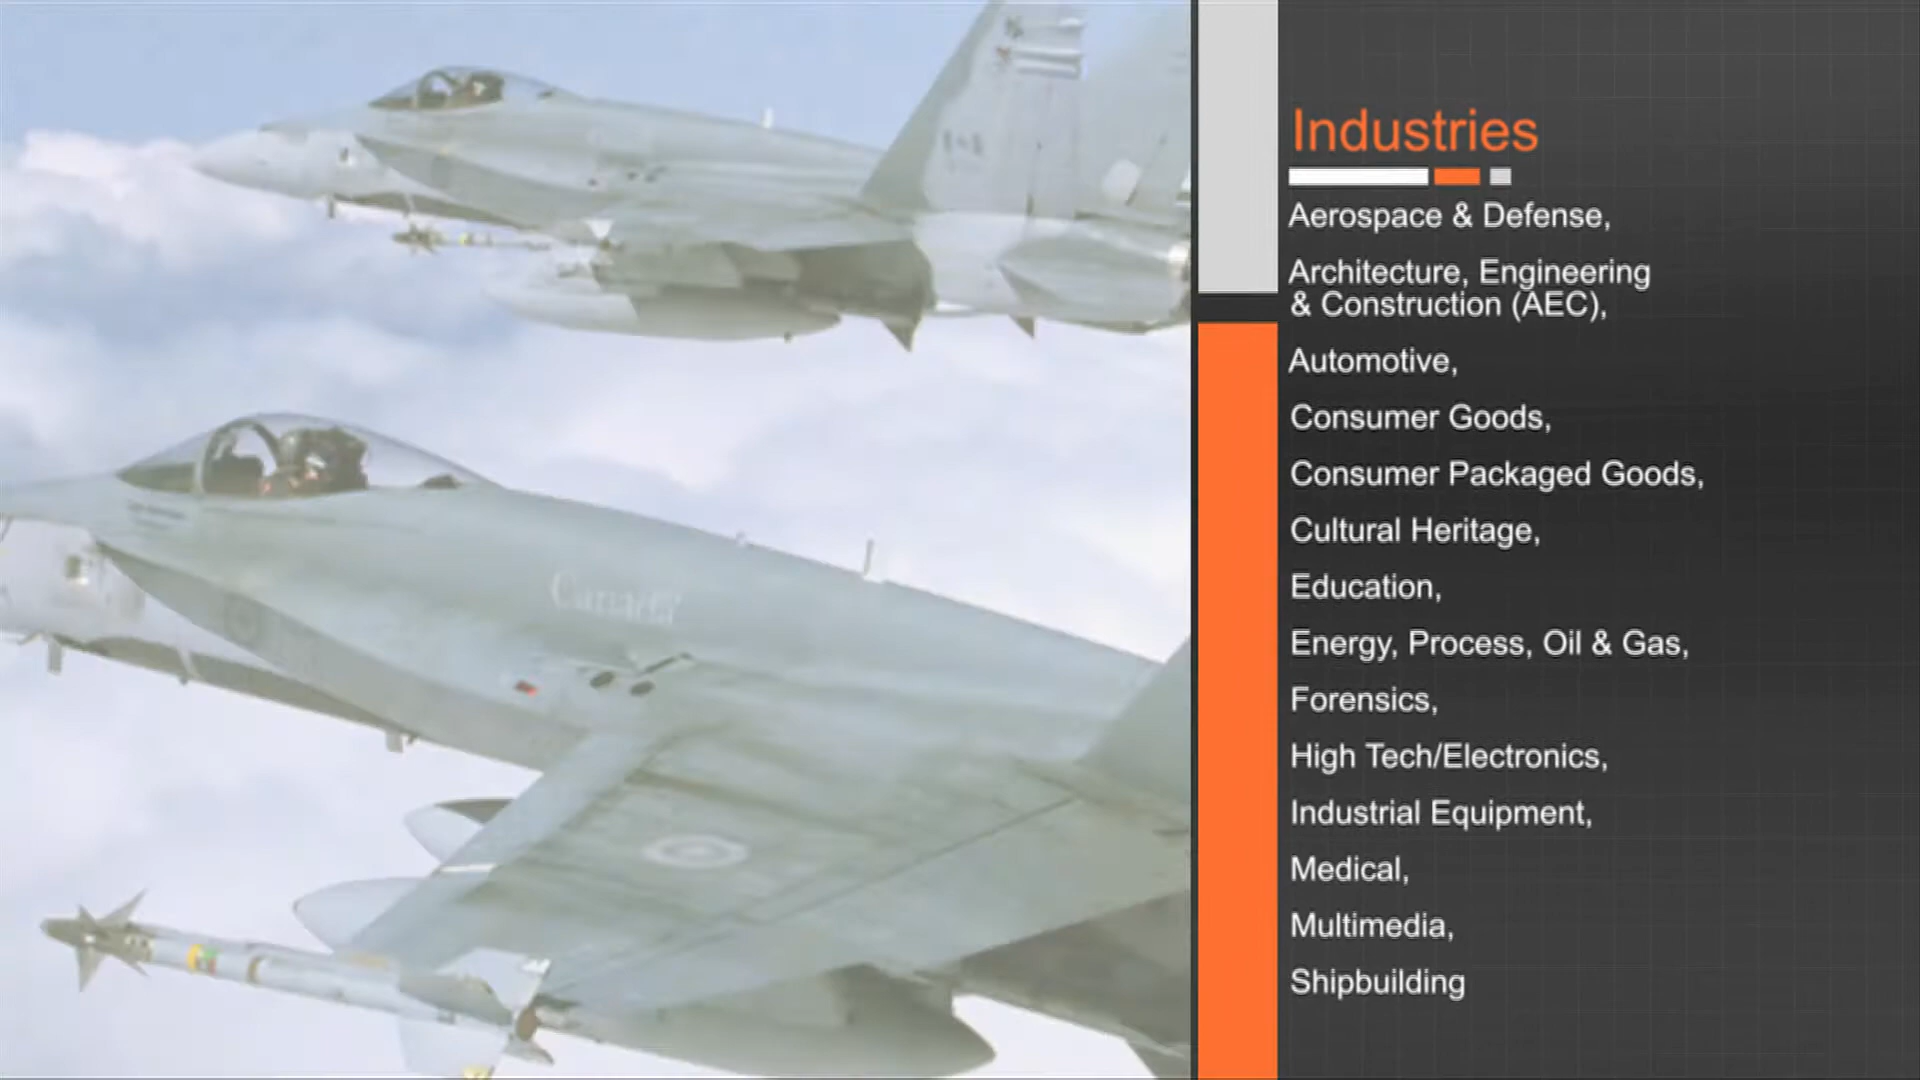 Industries
Aerospace & Defense,
Architecture, Engineering
& Construction (AEC),
Automotive,
Consumer Goods,
Consumer Packaged Goods,
Cultural Heritage,
Education,
Energy, Process, Oil & Gas,
Forensics,
High Tech/Electronics,
Industrial Equipment,
Medical,
Multimedia,
Shipbuilding
Canada